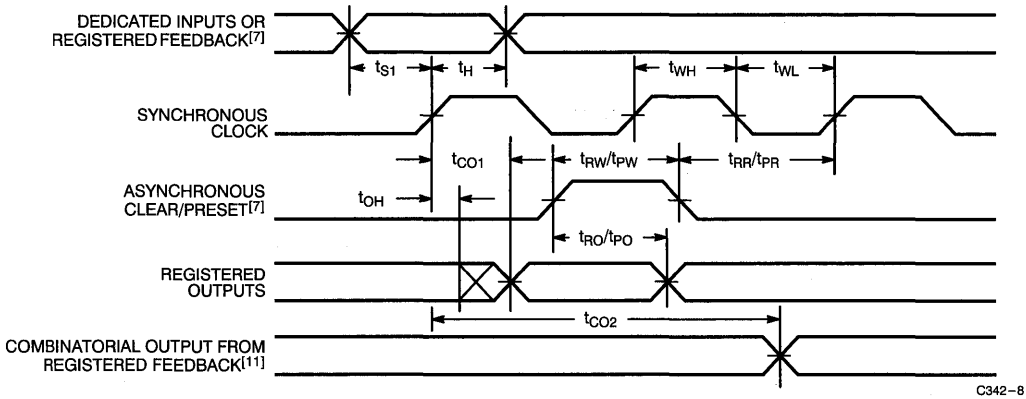 DEDICATED INPUTS OR
REGISTERED FEEDBACK[7]
tS1
tH
tWH
tWL
SYNCHRONOUS
CLOCK
tCO1
tRW/tPW
tRR/tPR
ASYNCHRONOUS
CLEAR/PRESET[7]
tOH
tRO/tPO
REGISTERED
OUTPUTS
tCO2
COMBINATORIAL OUTPUT FROM
REGISTERED FEEDBACK[11]
C342–8